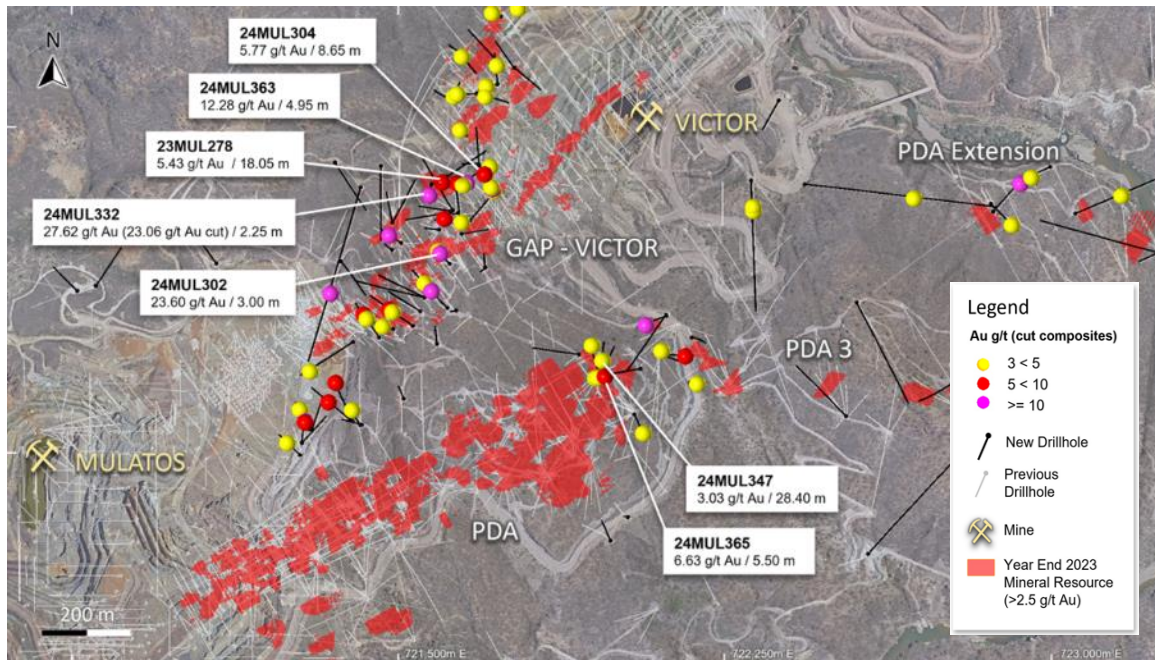 N
24MUL304
5.77 g/t Au / 8.65 m
24MUL363
12.28 g/t Au / 4.95 m
23MUL278
5.43 g/t Au / 18.05 m
24MUL332
27.62 g/t Au (23.06 g/t Au cut) / 2.25 m
24MUL302
23.60 g/t Au / 3.00 m
VICTOR
PDA Extension
GAP - VICTOR
PDA 3
MULATOS
PDA
24MUL347
3.03 g/t Au / 28.40 m
24MUL365
6.63 g/t Au / 5.50 m
Legend
Au g/t (cut composites)
3 < 5
5 < 10
>= 10
New Drillhole
Previous
Drillhole
Mine
Year End 2023
Mineral Resource
(>2.5 g/t Au)
200 m
721,500m E
722,250m E
723,000m E